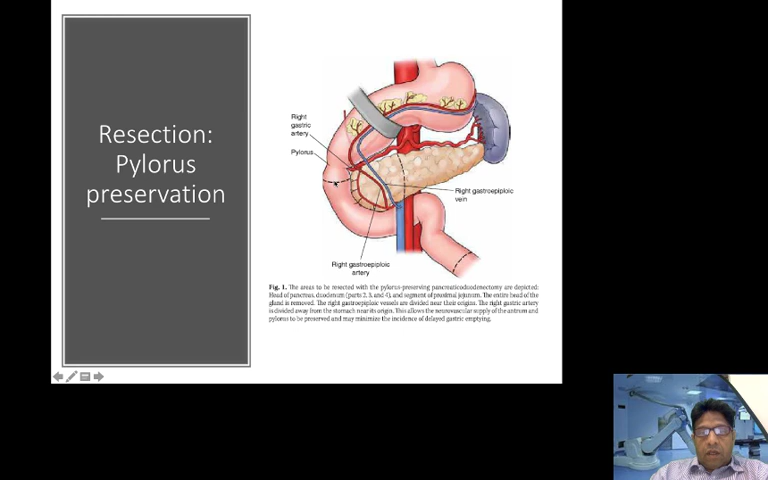 Resection:
Pylorus
preservation
Right
gastric
artery
Pylorus
Right gastroepiploic
vein
Right gastroepiploic
artery
Fig. 1. The areas to be resected with the pylorus-preserving pancreaticoduodenectomy are depicted:
Head of pancreas, duodenum (parts 2, 3, and 4), and segment of proximal jejunum. The entire head of the
gland is removed. The right gastroepiploic vessels are divided near their origins. The right gastric artery
is divided away from the stomach near its origin. This allows the neurovascular supply of the antrum and
pylorus to be preserved and may minimize the incidence of delayed gastric emptying.